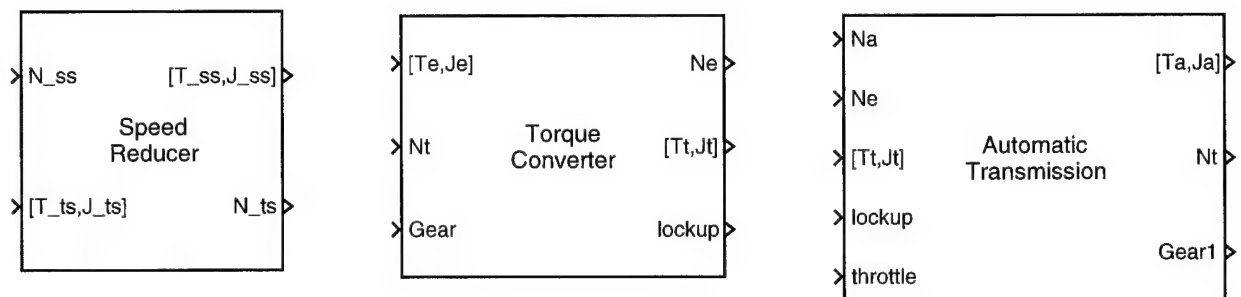 N_ss
[T_ss,J_ss]
Speed
Reducer
[T_ts,J_ts]
N_ts
[Te,Je]
Ne
Nt
Torque
Converter
[Tt,Jt]
Gear
lockup
Na
[Ta,Ja]
Ne
[Tt,Jt]
Automatic
Transmission
Nt
lockup
Gear1
throttle